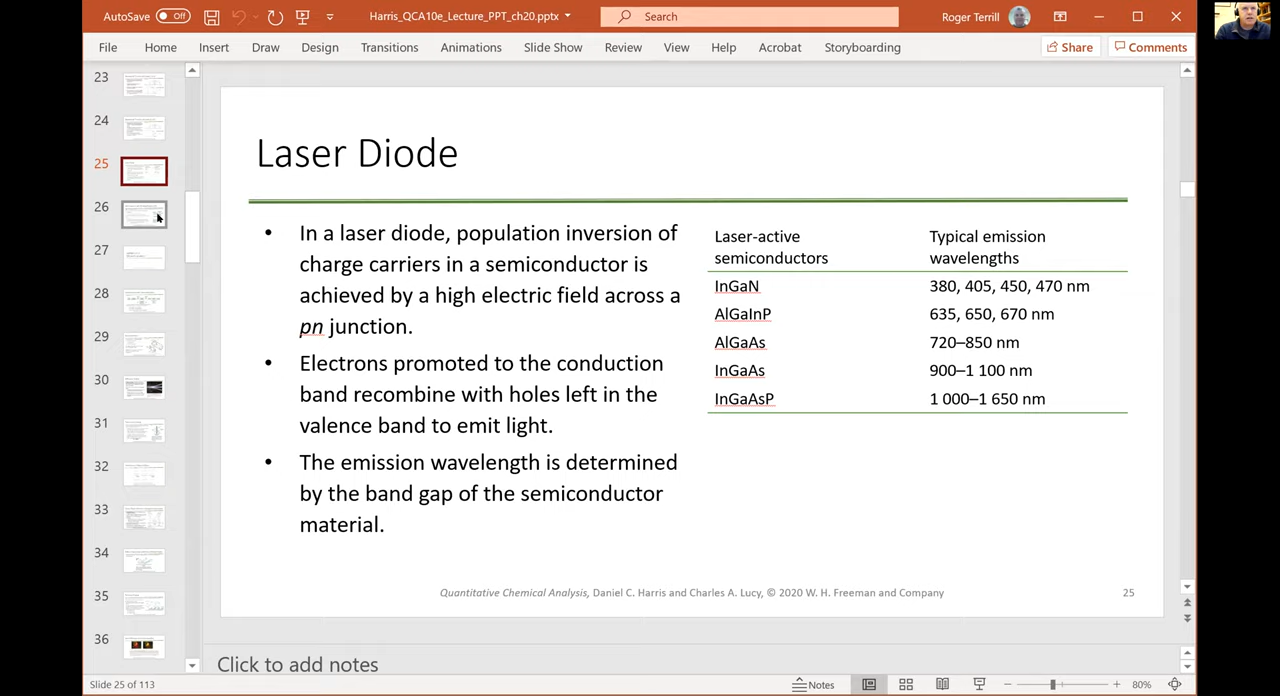 AutoSave Off Harris_QCA10e_Lecture_PPT_ch20.pptx Search Roger Terrill
File Home Insert Draw Design Transitions Animations Slide Show Review View Help Acrobat Storyboarding Share Comments
23
24
25
26
27
28
29
30
31
32
33
34
35
36
Laser Diode
• In a laser diode, population inversion of
charge carriers in a semiconductor is
achieved by a high electric field across a
pn junction.
• Electrons promoted to the conduction
band recombine with holes left in the
valence band to emit light.
• The emission wavelength is determined
by the band gap of the semiconductor
material.
Laser-active Typical emission
semiconductors wavelengths
InGaN 380, 405, 450, 470 nm
AlGaInP 635, 650, 670 nm
AlGaAs 720–850 nm
InGaAs 900–1 100 nm
InGaAsP 1 000–1 650 nm
Quantitative Chemical Analysis, Daniel C. Harris and Charles A. Lucy, © 2020 W. H. Freeman and Company 25
Click to add notes
Slide 25 of 113 Notes 80%